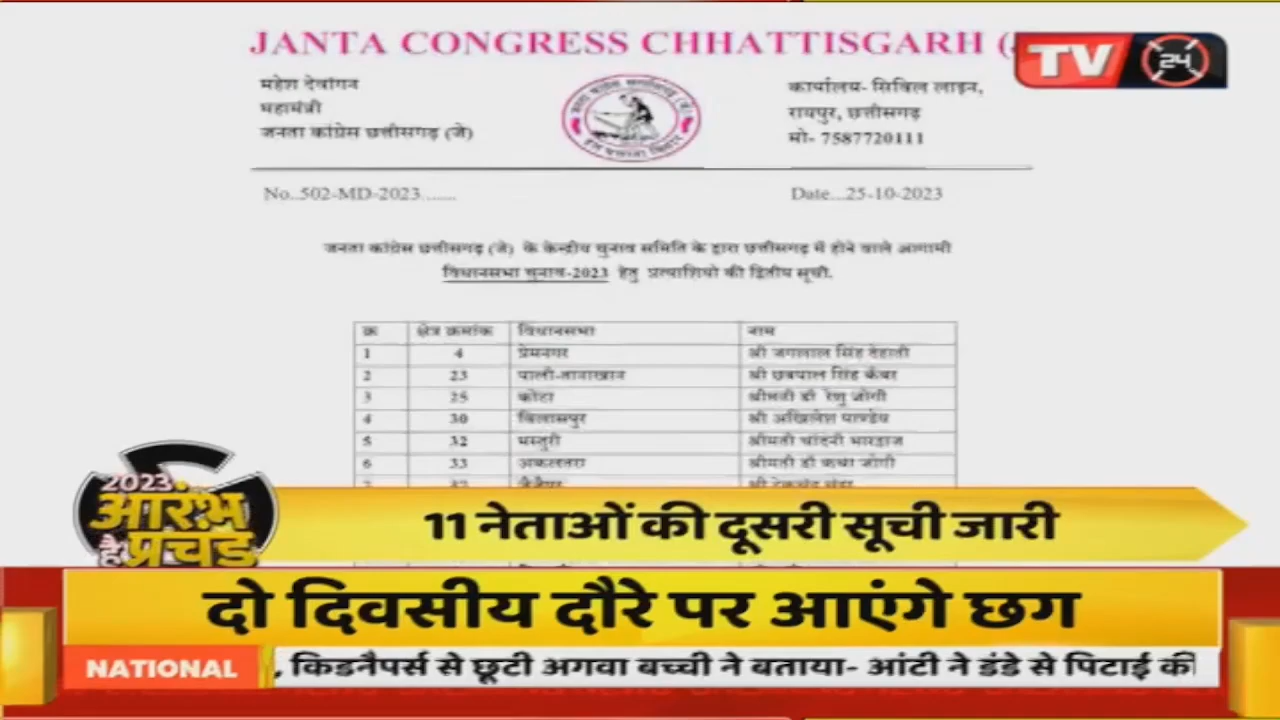 JANTA CONGRESS CHHATTISGARH (J
TV 24
महेश देवांगन
महामंत्री
जनता कांग्रेस छत्तीसगढ़ (जे)
कार्यालय- सिविल लाइन,
रायपुर, छत्तीसगढ़
मो- 7587720111
No..502-MD-2023.......
Date...25-10-2023
जनता कांग्रेस छत्तीसगढ़ (जे) के केन्द्रीय चुनाव समिति के द्वारा छत्तीसगढ़ में होने वाले आगामी
विधानसभा चुनाव-2023 हेतु प्रत्याशियो की द्वितीय सूची.
क्र क्षेत्र क्रमांक विधानसभा नाम
1 4 प्रेमनगर श्री जगलाल सिंह देहाती
2 23 पाली-तानाखान श्री छत्रपाल सिंह कंवर
3 25 कोटा श्रीमती डॉ रेणु जोगी
4 30 बिलासपुर श्री अखिलेश पाण्डेय
5 32 मस्तुरी श्रीमती चांदनी भारद्वाज
6 33 अकलतरा श्रीमती डॉ ऋचा जोगी
2023
आरंभ
है प्रचंड
11 नेताओं की दूसरी सूची जारी
दो दिवसीय दौरे पर आएंगे छग
NATIONAL , किडनैपर्स से छूटी अगवा बच्ची ने बताया- आंटी ने डंडे से पिटाई की